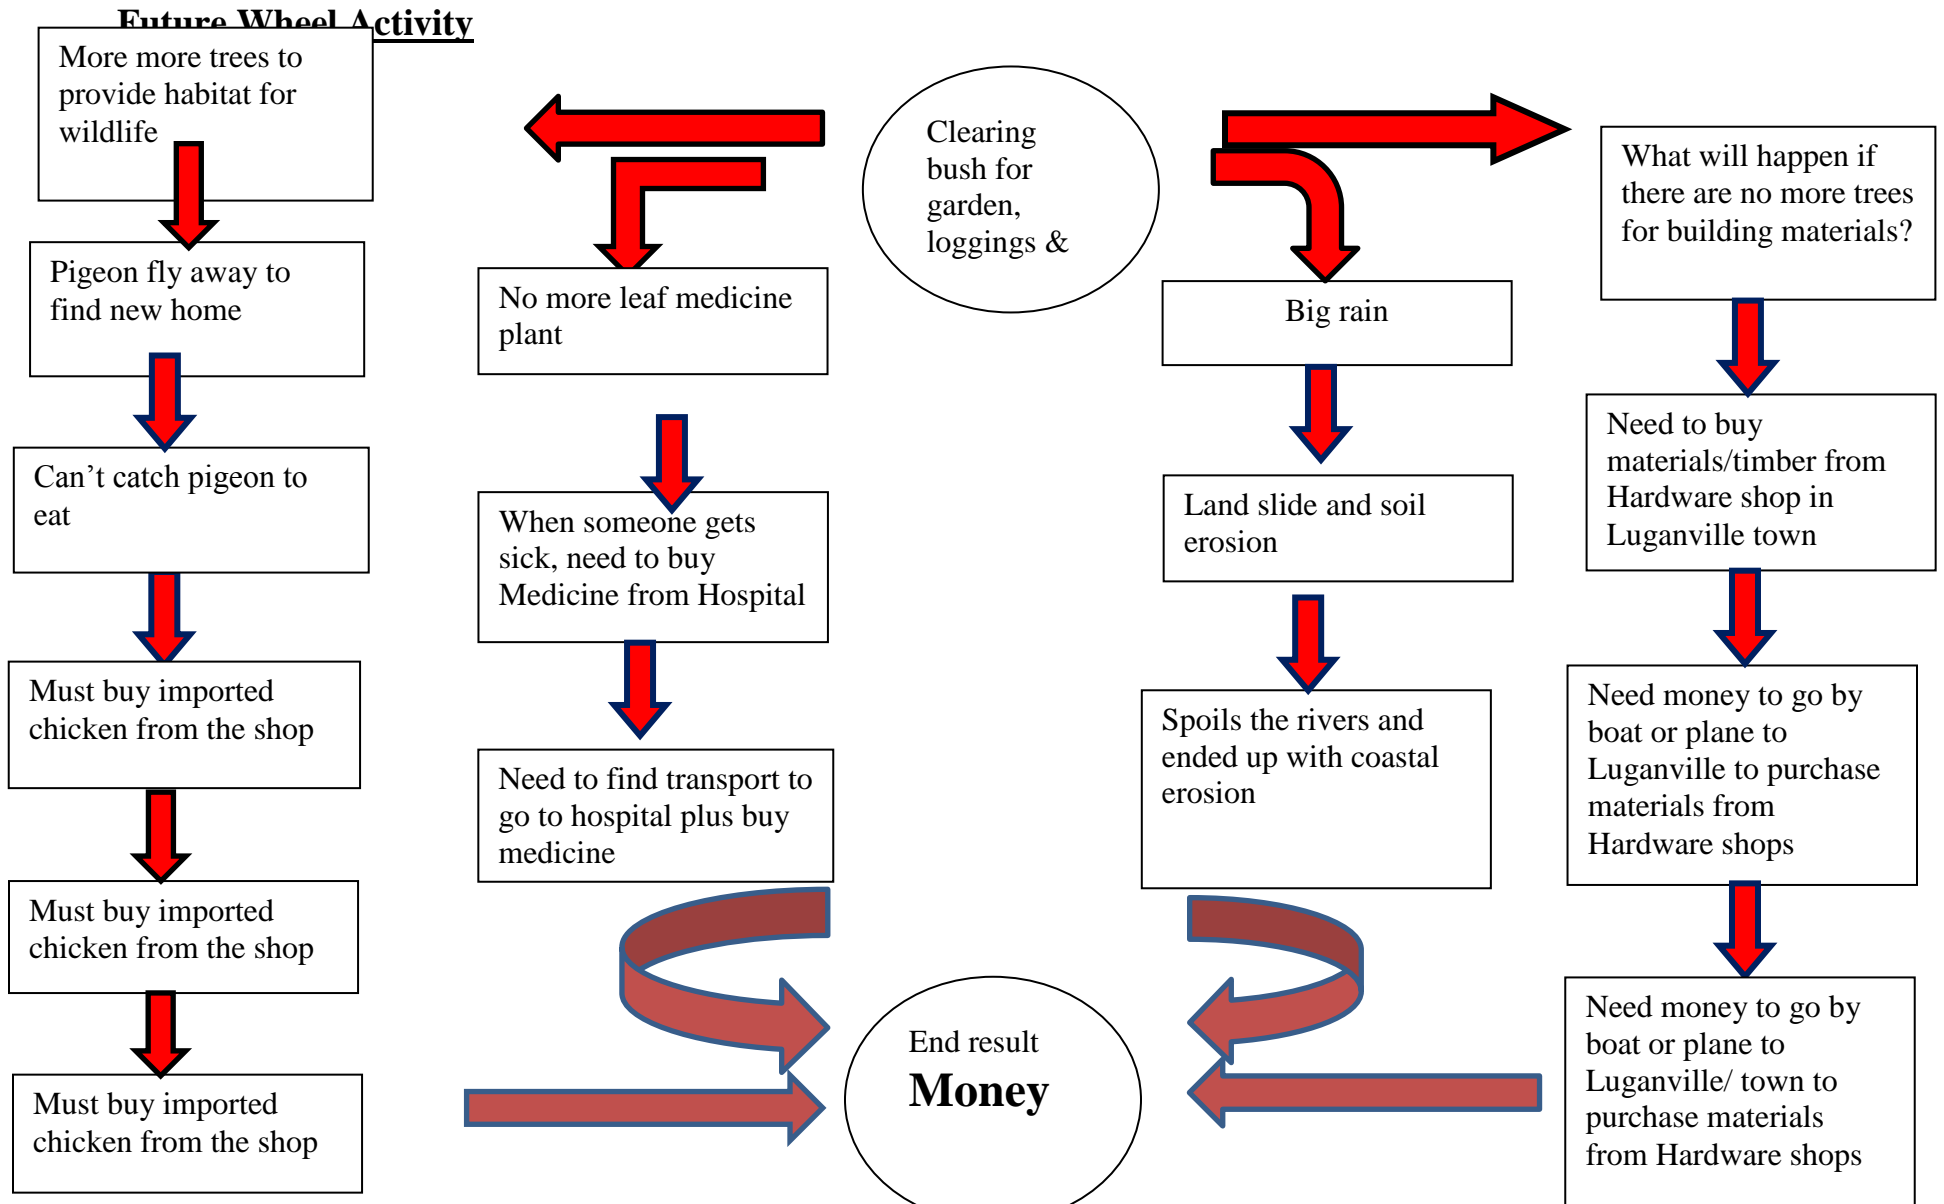 Future Wheel Activity
More more trees to
provide habitat for
wildlife
Pigeon fly away to
find new home
Can’t catch pigeon to
eat
Must buy imported
chicken from the shop
Must buy imported
chicken from the shop
Must buy imported
chicken from the shop
No more leaf medicine
plant
When someone gets
sick, need to buy
Medicine from Hospital
Need to find transport to
go to hospital plus buy
medicine
Clearing
bush for
garden,
loggings &
End result
Money
Big rain
Land slide and soil
erosion
Spoils the rivers and
ended up with coastal
erosion
What will happen if
there are no more trees
for building materials?
Need to buy
materials/timber from
Hardware shop in
Luganville town
Need money to go by
boat or plane to
Luganville to purchase
materials from
Hardware shops
Need money to go by
boat or plane to
Luganville/ town to
purchase materials
from Hardware shops